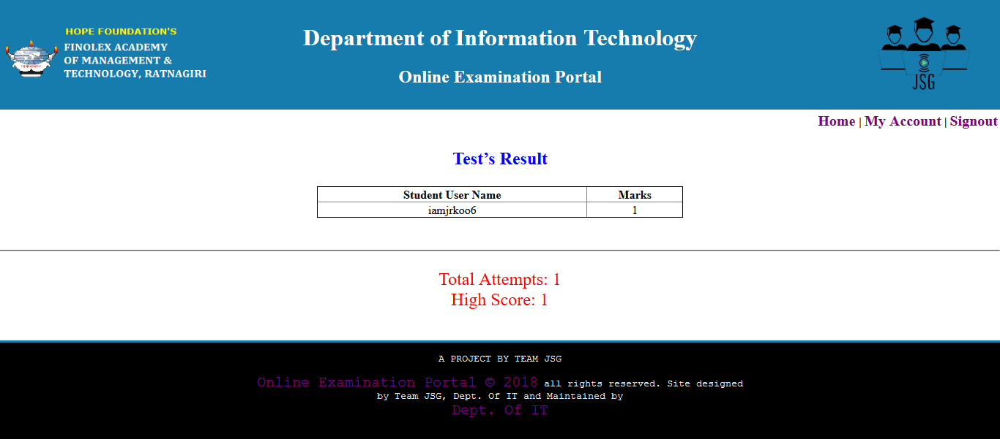 HOPE FOUNDATION'S
FINOLEX ACADEMY
OF MANAGEMENT &
TECHNOLOGY, RATNAGIRI
Department of Information Technology
Online Examination Portal
JSG
Home | My Account | Signout
Test’s Result
Student User Name Marks
iamjrkoo6 1
Total Attempts: 1
High Score: 1
A PROJECT BY TEAM JSG
Online Examination Portal © 2018 all rights reserved. Site designed
by Team JSG, Dept. Of IT and Maintained by
Dept. Of IT